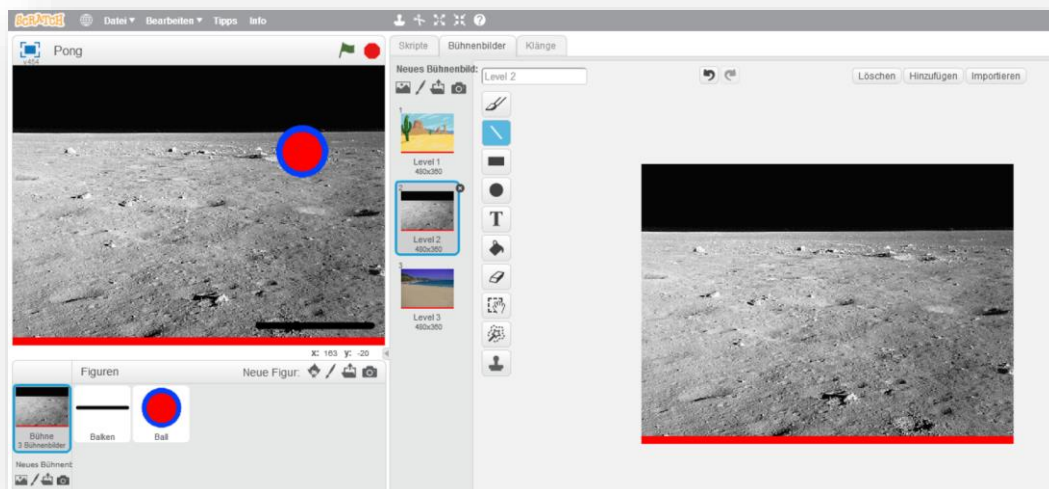 SCRATCH Datei Bearbeiten Tipps Info
Pong
v454
x: 163 y: -20
Figuren
Neue Figur:
Bühne
3 Bühnenbilder
Balken
Ball
Neues Bühnent
Skripte
Bühnenbilder
Klänge
Neues Bühnenbild:
1
Level 1
480x360
2
Level 2
480x360
3
Level 3
480x360
Level 2
Löschen
Hinzufügen
Importieren
T